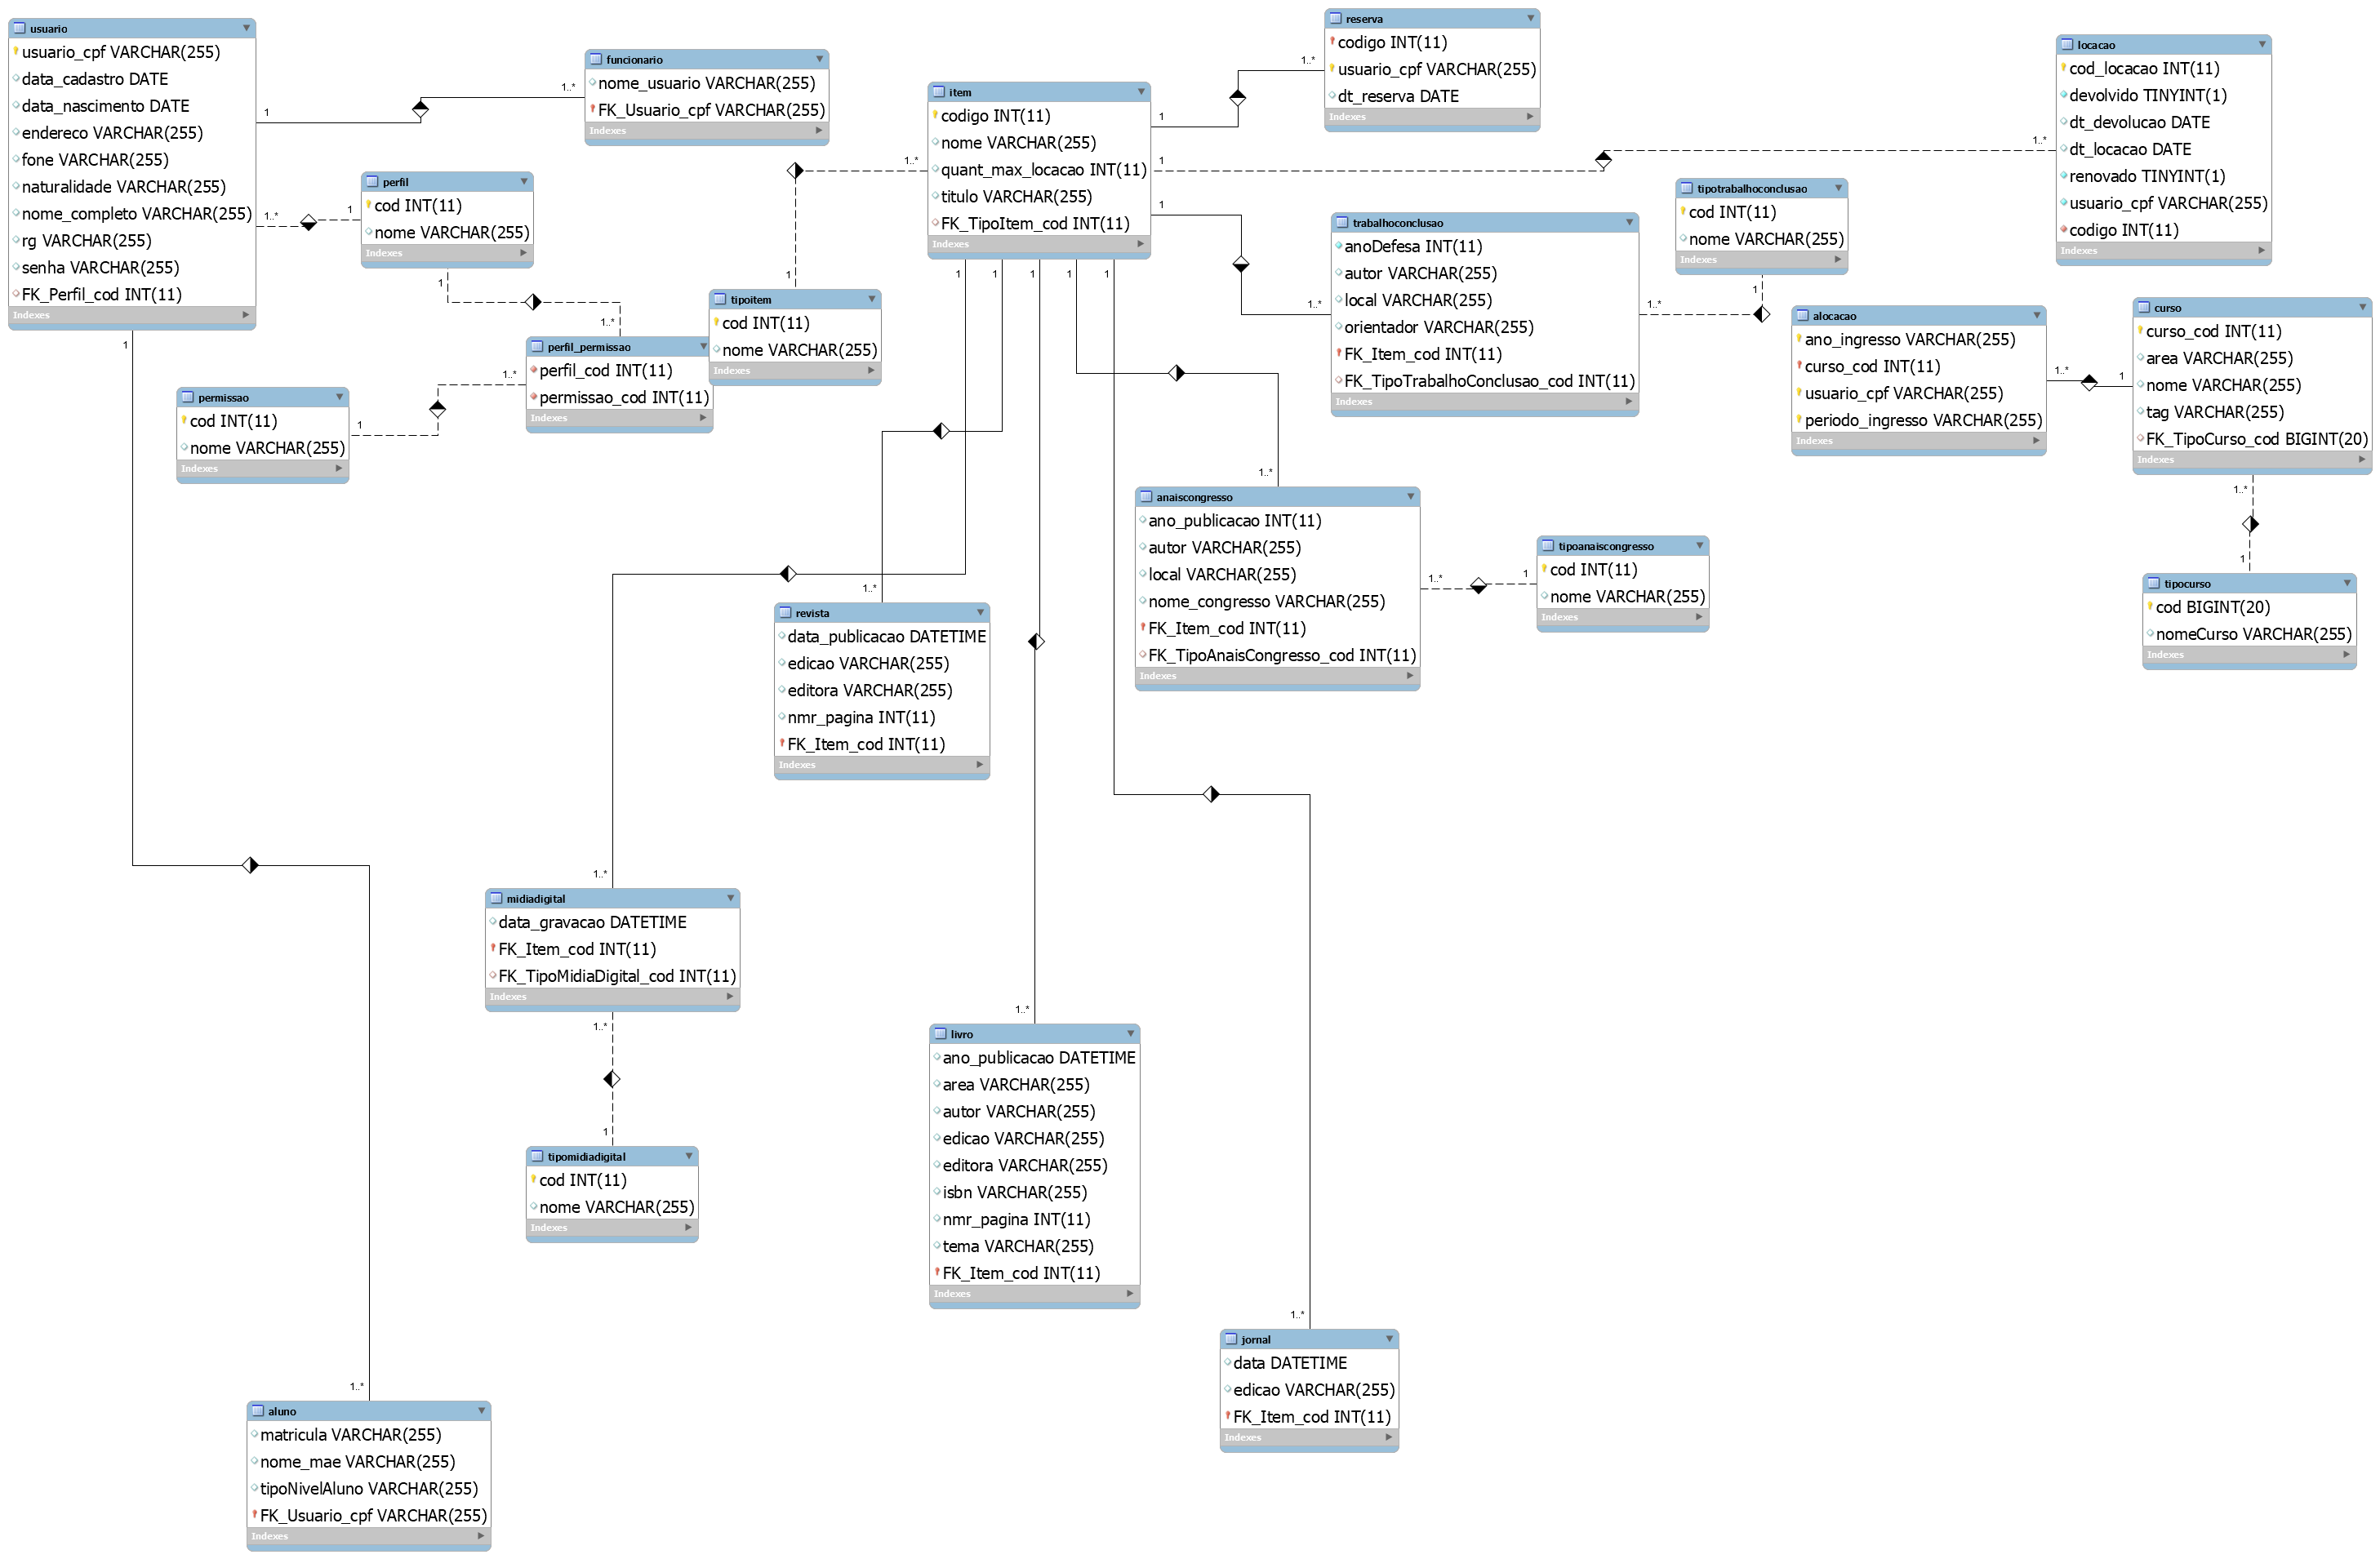 usuario
usuario_cpf VARCHAR(255)
data_cadastro DATE
data_nascimento DATE
endereco VARCHAR(255)
fone VARCHAR(255)
naturalidade VARCHAR(255)
nome_completo VARCHAR(255)
rg VARCHAR(255)
senha VARCHAR(255)
FK_Perfil_cod INT(11)
Indexes
1
1..*
funcionario
nome_usuario VARCHAR(255)
FK_Usuario_cpf VARCHAR(255)
Indexes
1..*
1
perfil
cod INT(11)
nome VARCHAR(255)
Indexes
1
1..*
perfil_permissao
perfil_cod INT(11)
permissao_cod INT(11)
Indexes
1..*
1
permissao
cod INT(11)
nome VARCHAR(255)
Indexes
tipoitem
cod INT(11)
nome VARCHAR(255)
Indexes
1
1..*
item
codigo INT(11)
nome VARCHAR(255)
quant_max_locacao INT(11)
titulo VARCHAR(255)
FK_TipoItem_cod INT(11)
Indexes
1
1..*
reserva
codigo INT(11)
usuario_cpf VARCHAR(255)
dt_reserva DATE
Indexes
1
1..*
locacao
cod_locacao INT(11)
devolvido TINYINT(1)
dt_devolucao DATE
dt_locacao DATE
renovado TINYINT(1)
usuario_cpf VARCHAR(255)
codigo INT(11)
Indexes
1
1..*
trabalhoconclusao
anoDefesa INT(11)
autor VARCHAR(255)
local VARCHAR(255)
orientador VARCHAR(255)
FK_Item_cod INT(11)
FK_TipoTrabalhoConclusao_cod INT(11)
Indexes
1..*
1
tipotrabalhoconclusao
cod INT(11)
nome VARCHAR(255)
Indexes
alocacao
ano_ingresso VARCHAR(255)
curso_cod INT(11)
usuario_cpf VARCHAR(255)
periodo_ingresso VARCHAR(255)
Indexes
1..*
1
curso
curso_cod INT(11)
area VARCHAR(255)
nome VARCHAR(255)
tag VARCHAR(255)
FK_TipoCurso_cod BIGINT(20)
Indexes
1..*
1
tipocurso
cod BIGINT(20)
nomeCurso VARCHAR(255)
Indexes
1
1
1
1
1
1..*
anaiscongresso
ano_publicacao INT(11)
autor VARCHAR(255)
local VARCHAR(255)
nome_congresso VARCHAR(255)
FK_Item_cod INT(11)
FK_TipoAnaisCongresso_cod INT(11)
Indexes
1..*
1
tipoanaiscongresso
cod INT(11)
nome VARCHAR(255)
Indexes
1..*
revista
data_publicacao DATETIME
edicao VARCHAR(255)
editora VARCHAR(255)
nmr_pagina INT(11)
FK_Item_cod INT(11)
Indexes
1..*
midiadigital
data_gravacao DATETIME
FK_Item_cod INT(11)
FK_TipoMidiaDigital_cod INT(11)
Indexes
1..*
1
tipomidiadigital
cod INT(11)
nome VARCHAR(255)
Indexes
1..*
livro
ano_publicacao DATETIME
area VARCHAR(255)
autor VARCHAR(255)
edicao VARCHAR(255)
editora VARCHAR(255)
isbn VARCHAR(255)
nmr_pagina INT(11)
tema VARCHAR(255)
FK_Item_cod INT(11)
Indexes
1..*
jornal
data DATETIME
edicao VARCHAR(255)
FK_Item_cod INT(11)
Indexes
1
1..*
aluno
matricula VARCHAR(255)
nome_mae VARCHAR(255)
tipoNivelAluno VARCHAR(255)
FK_Usuario_cpf VARCHAR(255)
Indexes